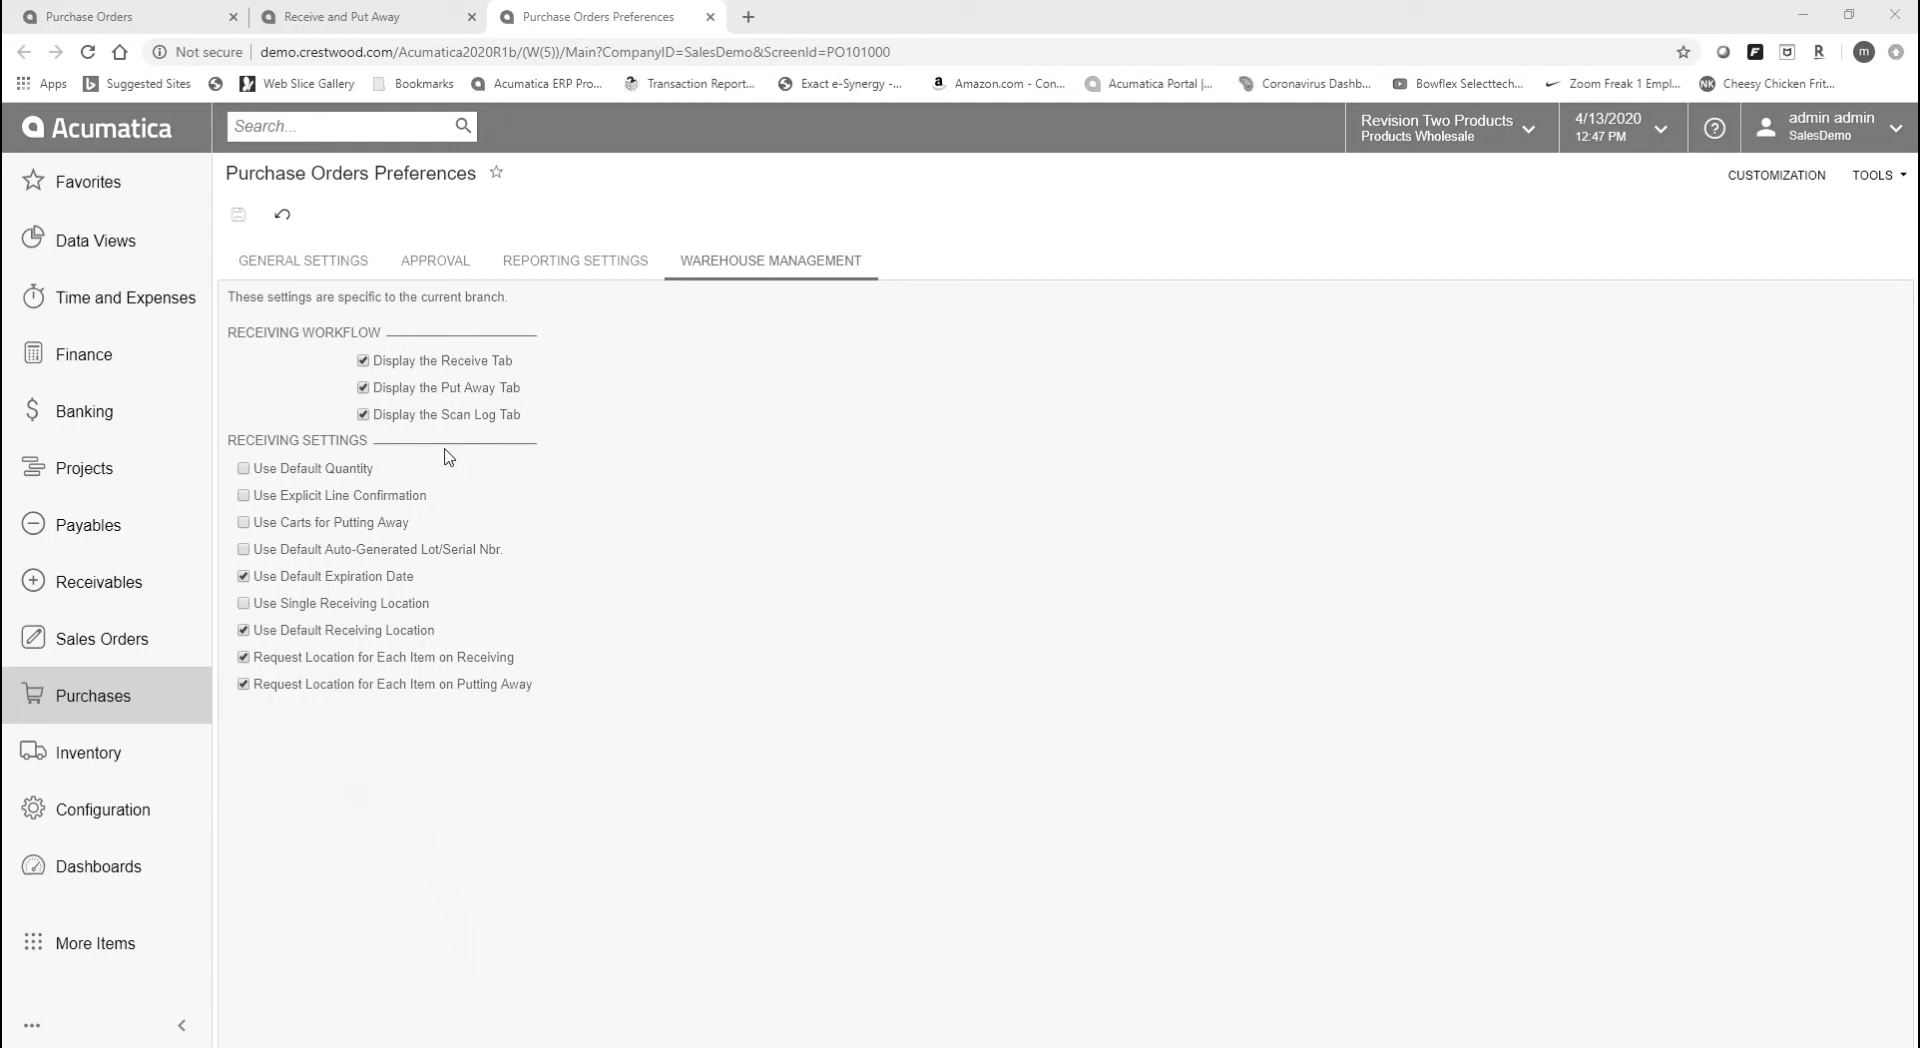 Purchase Orders
Receive and Put Away
Purchase Orders Preferences
Not secure
demo.crestwood.com/Acumatica2020R1b/(W(5))/Main?CompanyID=SalesDemo&ScreenId=PO101000
m
Apps
Suggested Sites
Web Slice Gallery
Bookmarks
Acumatica ERP Pro...
Transaction Report...
Exact e-Synergy -...
Amazon.com - Con...
Acumatica Portal |...
Coronavirus Dashb...
Bowflex Selecttech...
Zoom Freak 1 Empl...
NK
Cheesy Chicken Frit...
Acumatica
Search...
Revision Two Products
Products Wholesale
4/13/2020
12:47 PM
admin admin
SalesDemo
Favorites
Data Views
Time and Expenses
Finance
Banking
Projects
Payables
Receivables
Sales Orders
Purchases
Inventory
Configuration
Dashboards
More Items
Purchase Orders Preferences
CUSTOMIZATION
TOOLS
GENERAL SETTINGS
APPROVAL
REPORTING SETTINGS
WAREHOUSE MANAGEMENT
These settings are specific to the current branch.
RECEIVING WORKFLOW
Display the Receive Tab
Display the Put Away Tab
Display the Scan Log Tab
RECEIVING SETTINGS
Use Default Quantity
Use Explicit Line Confirmation
Use Carts for Putting Away
Use Default Auto-Generated Lot/Serial Nbr.
Use Default Expiration Date
Use Single Receiving Location
Use Default Receiving Location
Request Location for Each Item on Receiving
Request Location for Each Item on Putting Away